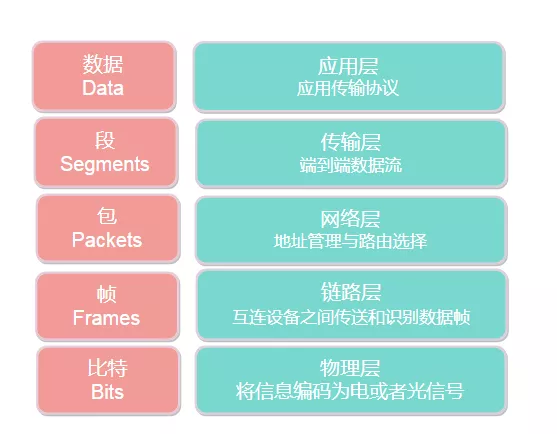 数据
Data
应用层
应用传输协议
段
Segments
传输层
端到端数据流
包
Packets
网络层
地址管理与路由选择
帧
Frames
链路层
互连设备之间传送和识别数据帧
比特
Bits
物理层
将信息编码为电或者光信号